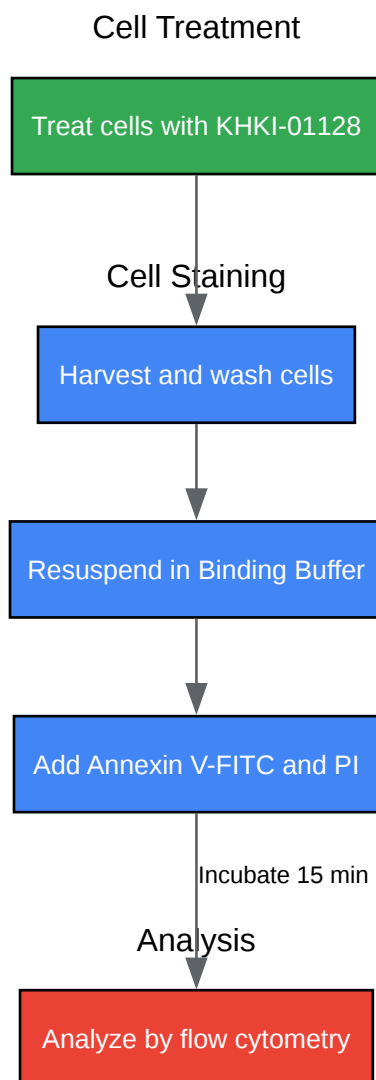 Cell Treatment
Treat cells with KHKI-01128
Cell Staining
Harvest and wash cells
Resuspend in Binding Buffer
Add Annexin V-FITC and PI
Incubate 15 min
Analysis
Analyze by flow cytometry